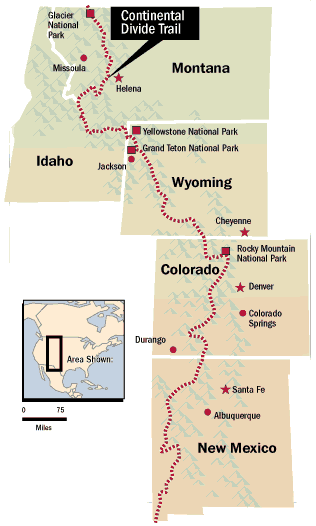 Glacier
National
Park
Continental
Divide Trail
Missoula
Montana
Helena
Yellowstone National Park
Grand Teton National Park
Idaho
Jackson
Wyoming
Cheyenne
Rocky Mountain
National Park
Colorado
Denver
Colorado
Springs
Durango
Area Shown:
0 75
Miles
Santa Fe
Albuquerque
New Mexico